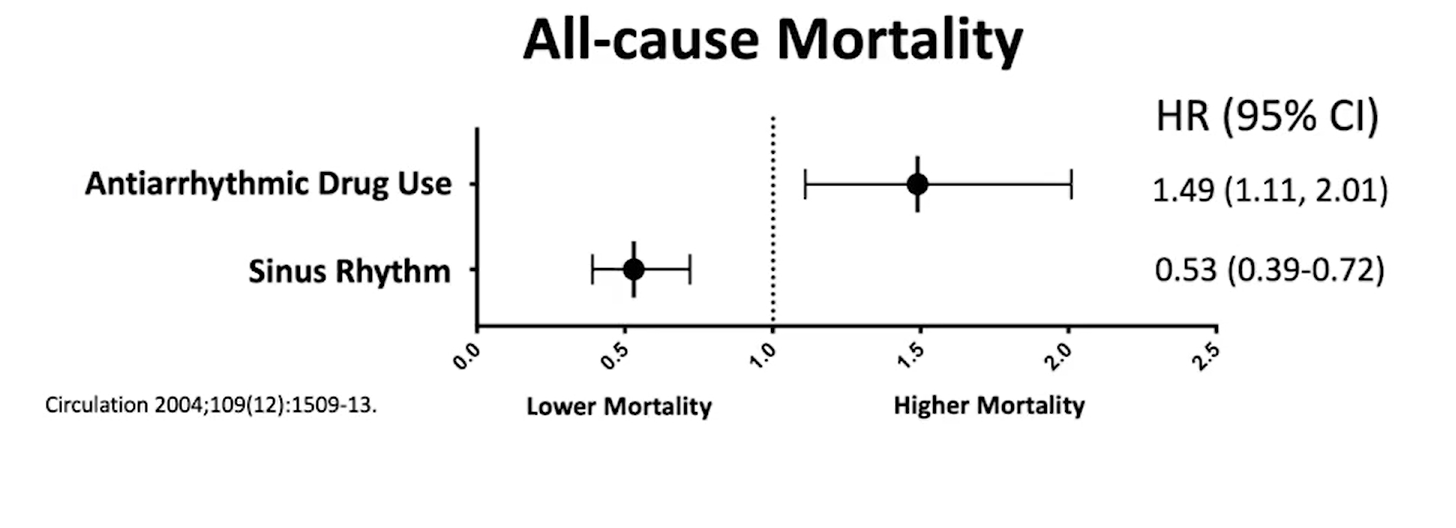 All-cause Mortality
HR (95% CI)
Antiarrhythmic Drug Use
1.49 (1.11, 2.01)
Sinus Rhythm
0.53 (0.39-0.72)
0.0
0.5
1.0
1.5
2.0
2.5
Circulation 2004;109(12):1509-13.
Lower Mortality
Higher Mortality